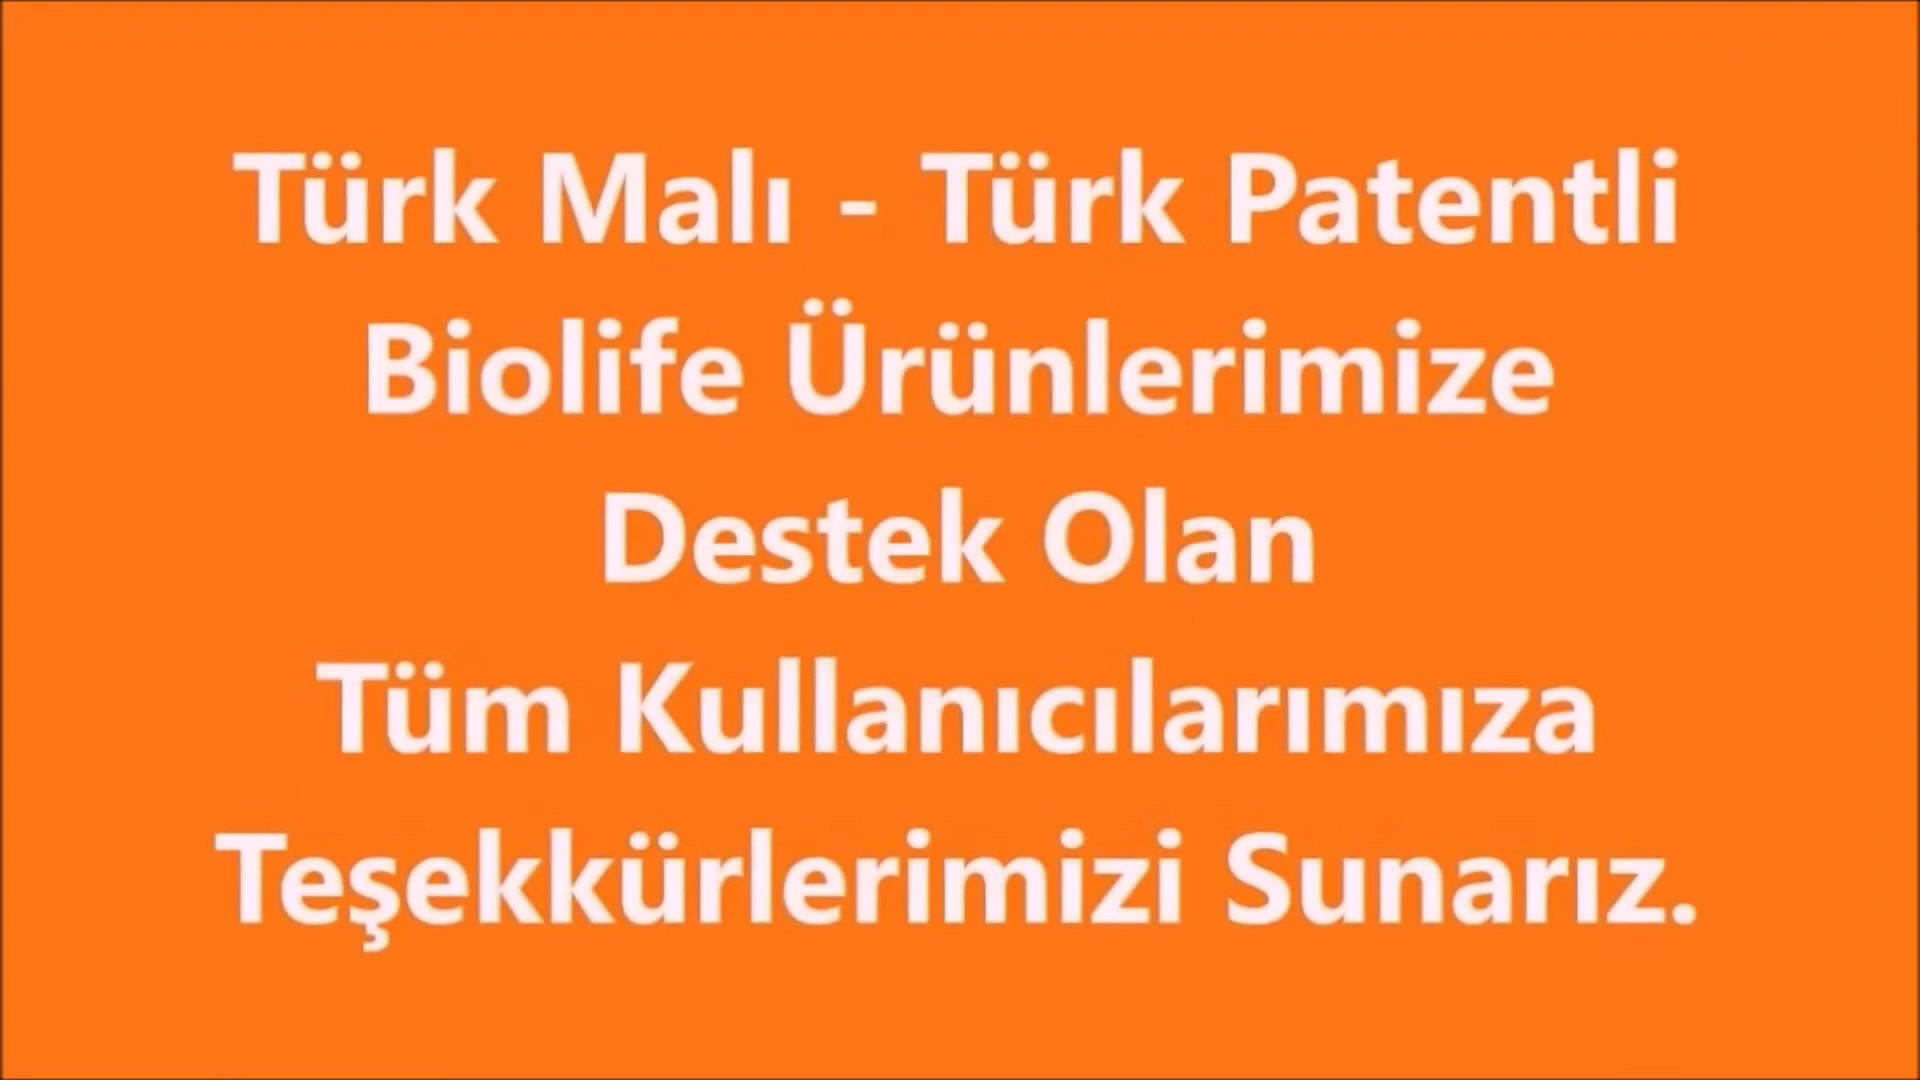 Türk Malı - Türk Patentli
Biolife Ürünlerimize
Destek Olan
Tüm Kullanıcılarımıza
Teşekkürlerimizi Sunarız.